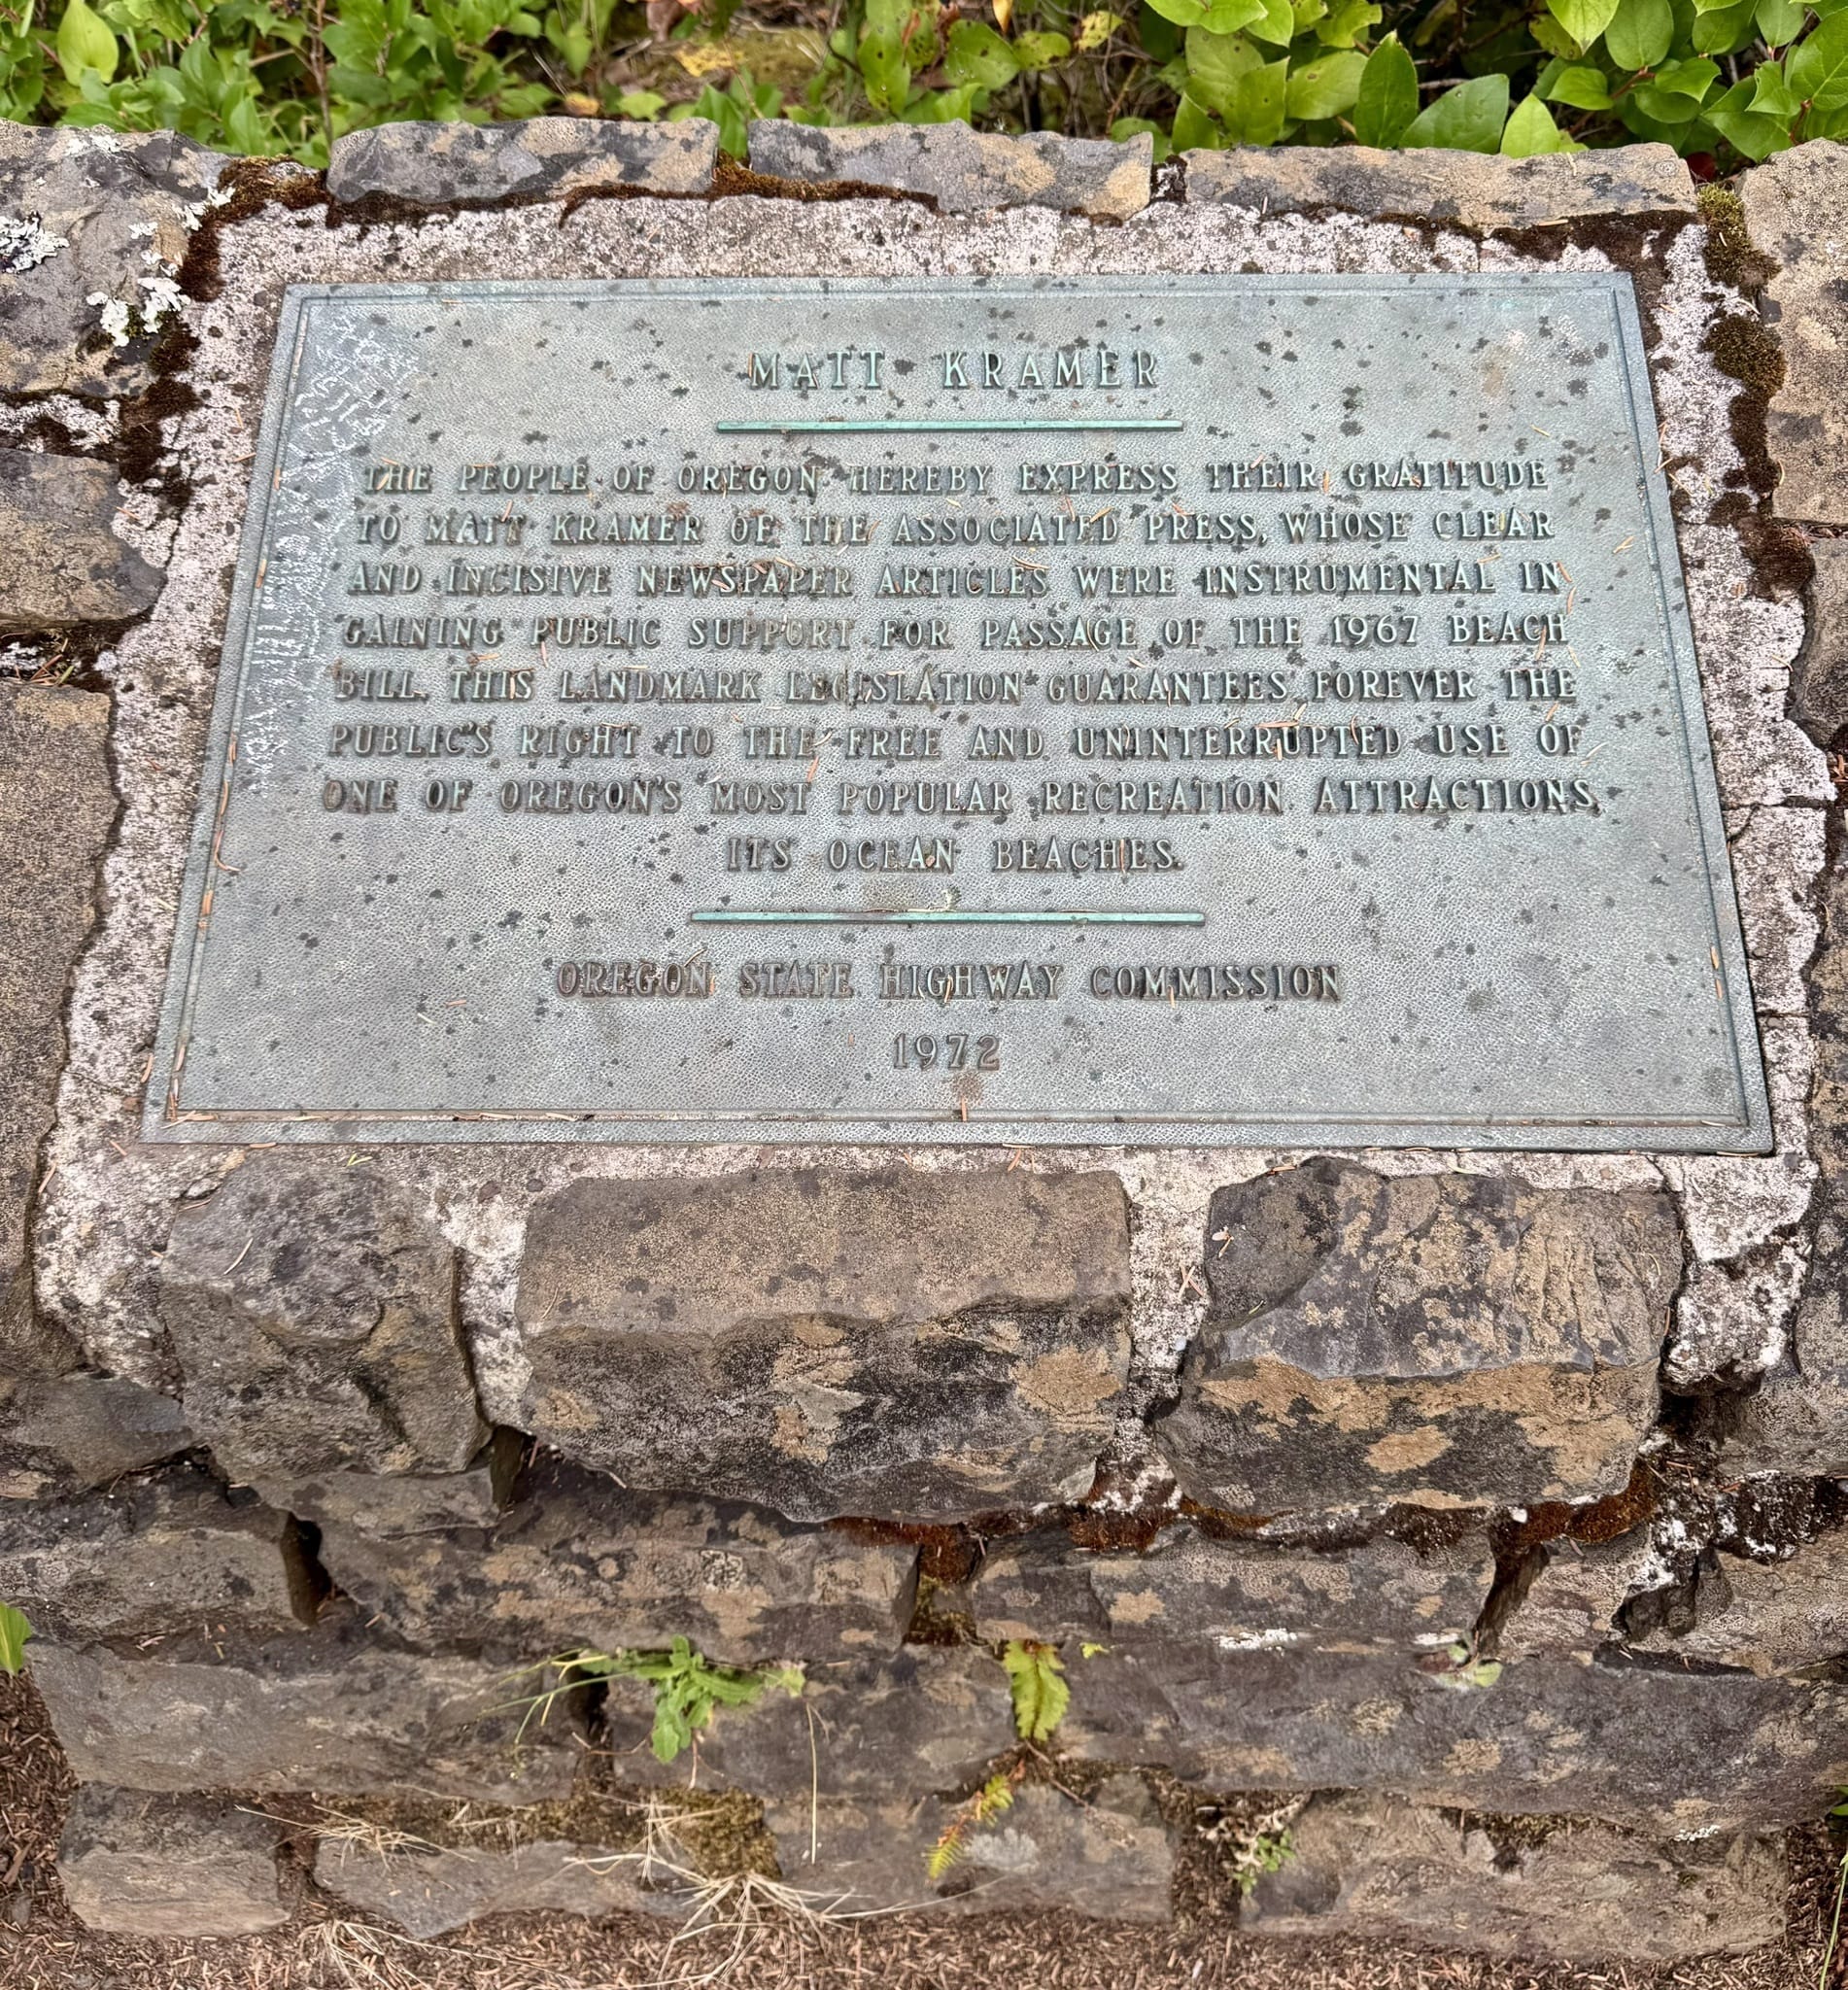 MATT KRAMER
THE PEOPLE OF OREGON HEREBY EXPRESS THEIR GRATITUDE
TO MATT KRAMER OF THE ASSOCIATED PRESS, WHOSE CLEAR
AND INCISIVE NEWSPAPER ARTICLES WERE INSTRUMENTAL IN
GAINING PUBLIC SUPPORT FOR PASSAGE OF THE 1967 BEACH
BILL. THIS LANDMARK LEGISLATION GUARANTEES FOREVER THE
PUBLIC'S RIGHT TO THE FREE AND UNINTERRUPTED USE OF
ONE OF OREGON'S MOST POPULAR RECREATION ATTRACTIONS,
ITS OCEAN BEACHES.
OREGON STATE HIGHWAY COMMISSION
1972